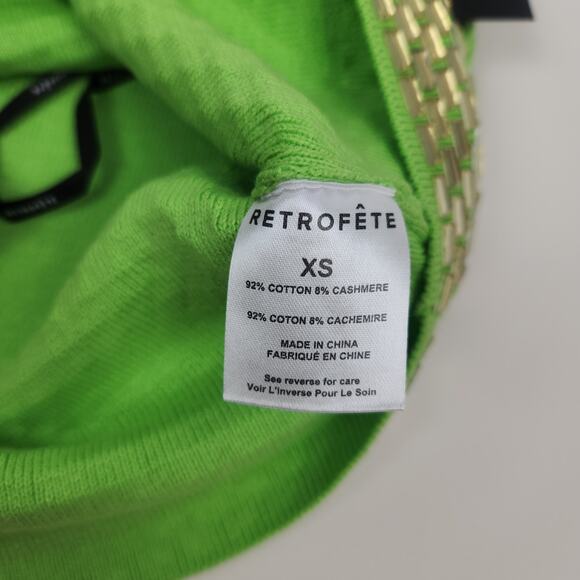 RETROFÊTE
XS
92% COTTON 8% CASHMERE
92% COTON 8% CACHEMIRE
MADE IN CHINA
FABRIQUÉ EN CHINE
See reverse for care
Voir L'inverse Pour Le Soin